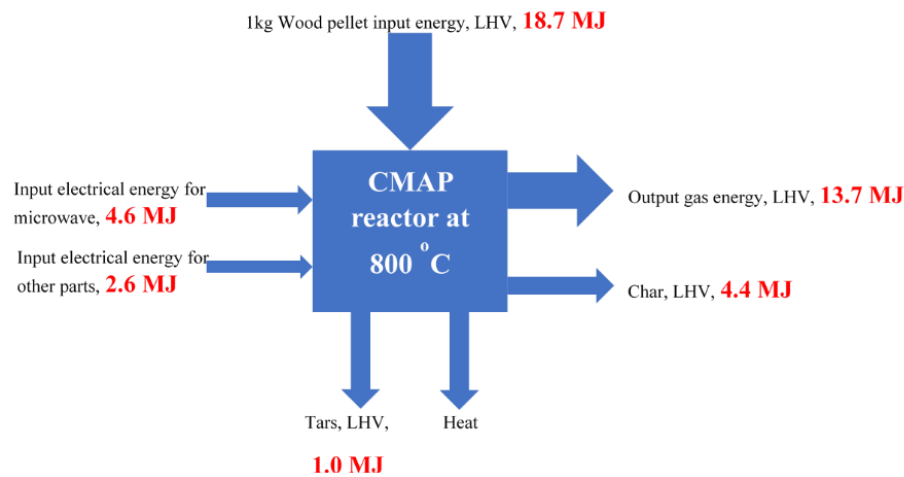 1kg Wood pellet input energy, LHV, 18.7 MJ
CMAP
reactor at
800 °C
Input electrical energy for
microwave, 4.6 MJ
Input electrical energy for
other parts, 2.6 MJ
Output gas energy, LHV, 13.7 MJ
Char, LHV, 4.4 MJ
Tars, LHV,
1.0 MJ
Heat